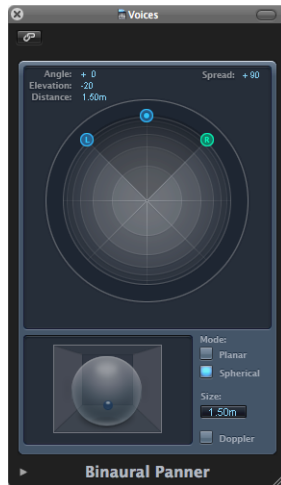 Voices
Angle: + 0 Spread: +90
Elevation: -20
Distance: 1.50m
L R
Mode:
Planar
Spherical
Size:
1.50m
Doppler
Binaural Panner